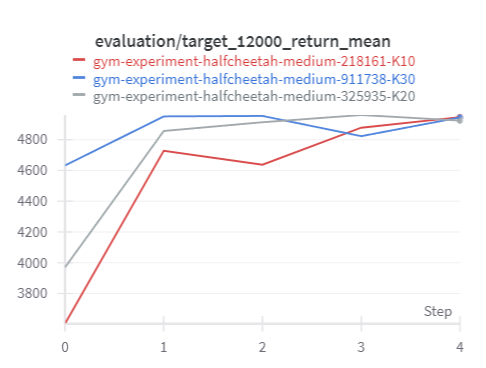 evaluation/target_12000_return_mean
gym-experiment-halfcheetah-medium-218161-K10
gym-experiment-halfcheetah-medium-911738-K30
gym-experiment-halfcheetah-medium-325935-K20
4800
4600
4400
4200
4000
3800
Step
0 1 2 3 4